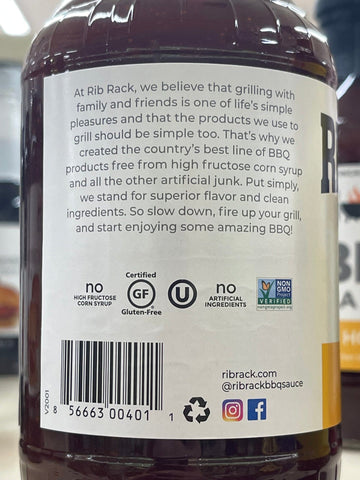 At Rib Rack, we believe that grilling with
family and friends is one of life's simple
pleasures and that the products we use to
grill should be simple too. That's why we
created the country's best line of BBQ
products free from high fructose corn syrup
and all the other artificial junk. Put simply,
we stand for superior flavor and clean
ingredients. So slow down, fire up your grill,
and start enjoying some amazing BBQ!
no
HIGH FRUCTOSE
CORN SYRUP
Certified
GF
Gluten-Free
U
no
ARTIFICIAL
INGREDIENTS
NON
GMO
Project
VERIFIED
nongmoproject.org
V2001
8 56663 00401 1
ribrack.com
@ribrackbbqsauce